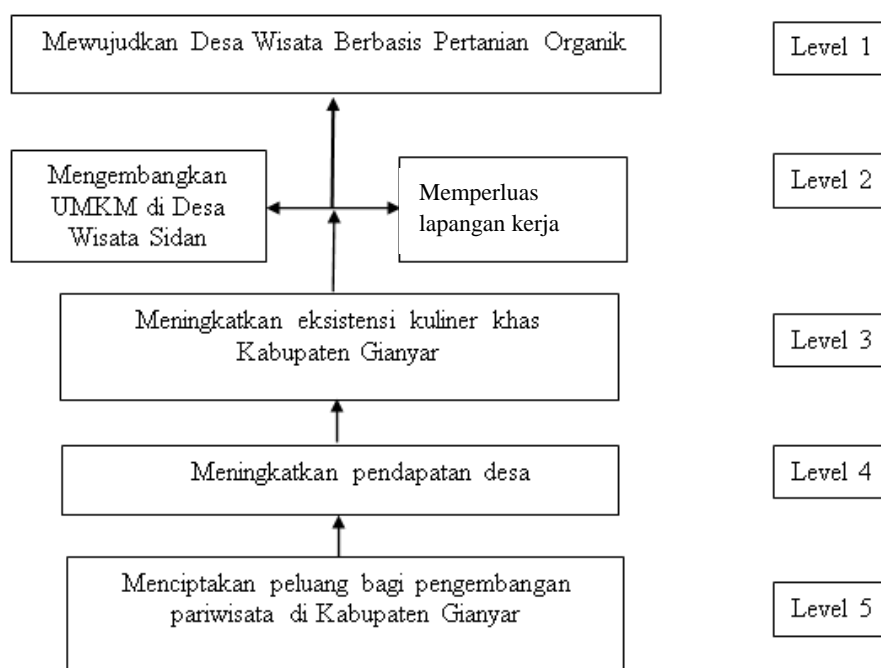 Mewujudkan Desa Wisata Berbasis Pertanian Organik
Level 1
Mengembangkan
UMKM di Desa
Wisata Sidan
Memperluas
lapangan kerja
Level 2
Meningkatkan eksistensi kuliner khas
Kabupaten Gianyar
Level 3
Meningkatkan pendapatan desa
Level 4
Menciptakan peluang bagi pengembangan
pariwisata di Kabupaten Gianyar
Level 5